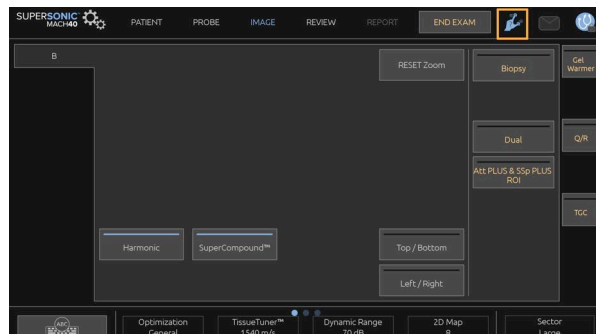 SUPERSONIC™
MACH40
PATIENT PROBE IMAGE REVIEW REPORT END EXAM
B
RESET Zoom
Biopsy
Gel
Warmer
Dual
Q/R
Att PLUS & SSp PLUS
ROI
TGC
Harmonic SuperCompound™ Top / Bottom
Left / Right
ABC
Optimization TissueTuner™ Dynamic Range 2D Map Sector
General 1540 m/s 70 dB 8 Large